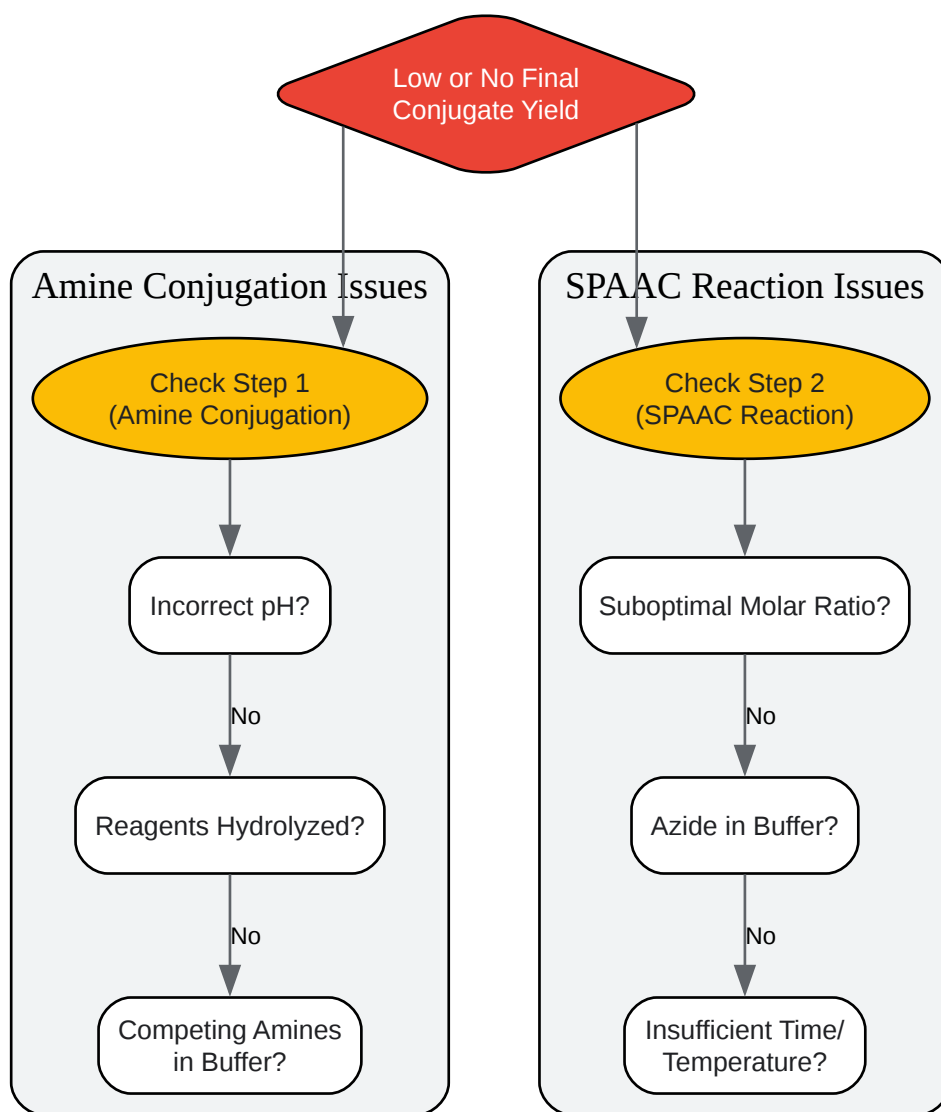 Low or No Final
Conjugate Yield
Amine Conjugation Issues
Check Step 1
(Amine Conjugation)
Incorrect pH?
No
Reagents Hydrolyzed?
No
Competing Amines
in Buffer?
SPAAC Reaction Issues
Check Step 2
(SPAAC Reaction)
Suboptimal Molar Ratio?
No
Azide in Buffer?
No
Insufficient Time/
Temperature?